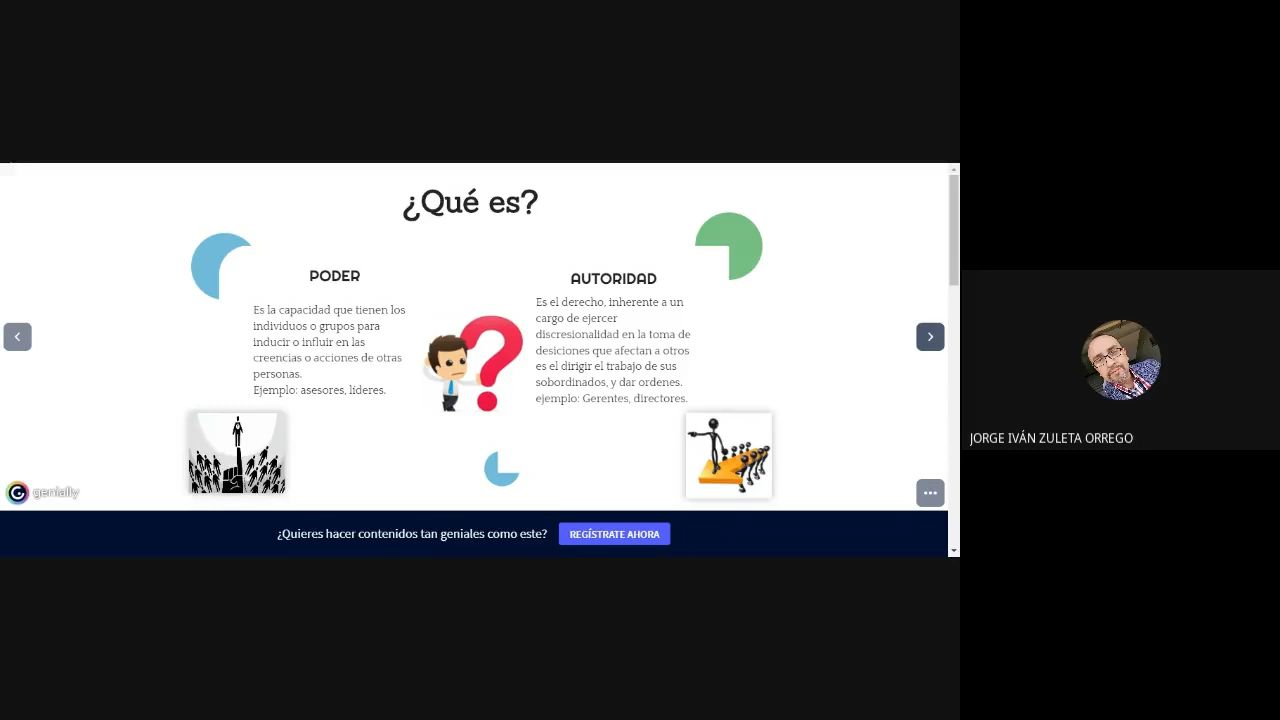 ¿Qué es?
PODER
Es la capacidad que tienen los
individuos o grupos para
inducir o influir en las
creencias o acciones de otras
personas.
Ejemplo: asesores, líderes.
AUTORIDAD
Es el derecho, inherente a un
cargo de ejercer
discresionalidad en la toma de
desiciones que afectan a otros
es el dirigir el trabajo de sus
sobordinados, y dar ordenes.
ejemplo: Gerentes, directores.
genially
¿Quieres hacer contenidos tan geniales como este?
REGÍSTRATE AHORA
JORGE IVÁN ZULETA ORREGO